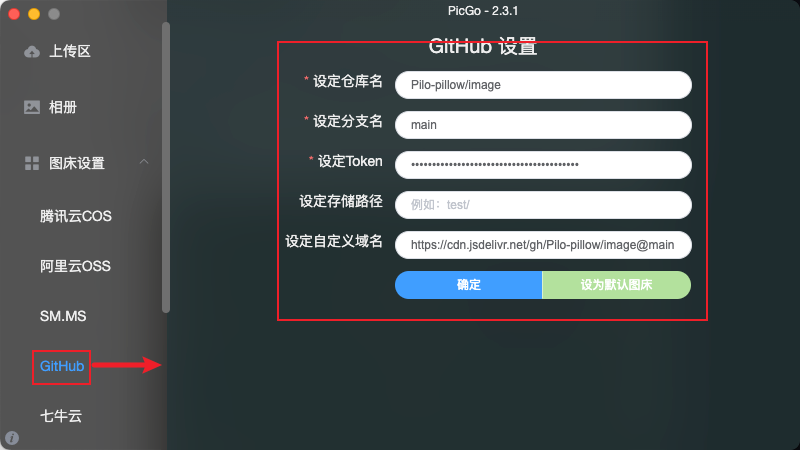 PicGo - 2.3.1
上传区
相册
图床设置
腾讯云COS
阿里云OSS
SM.MS
GitHub
七牛云
GitHub 设置
* 设定仓库名 Pilo-pillow/image
* 设定分支名 main
* 设定Token ••••••••••••••••••••••••••••••••••••••••
设定存储路径 例如：test/
设定自定义域名 https://cdn.jsdelivr.net/gh/Pilo-pillow/image@main
确定 设为默认图床